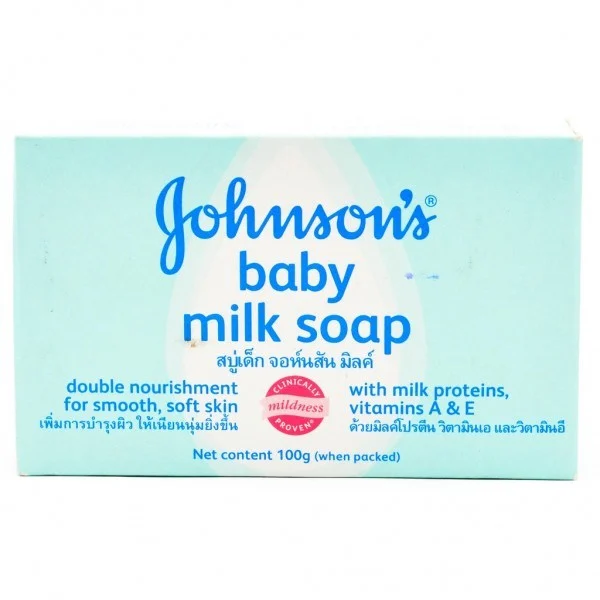 Johnson's®
baby
milk soap
สบู่เด็ก จอห์นสัน มิลค์
double nourishment
for smooth, soft skin
เพิ่มการบำรุงผิว ให้เนียนนุ่มยิ่งขึ้น
CLINICALLY
mildness
PROVEN*
with milk proteins,
vitamins A & E
ด้วยมิลค์โปรตีน วิตามินเอ และวิตามินอี
Net content 100g (when packed)